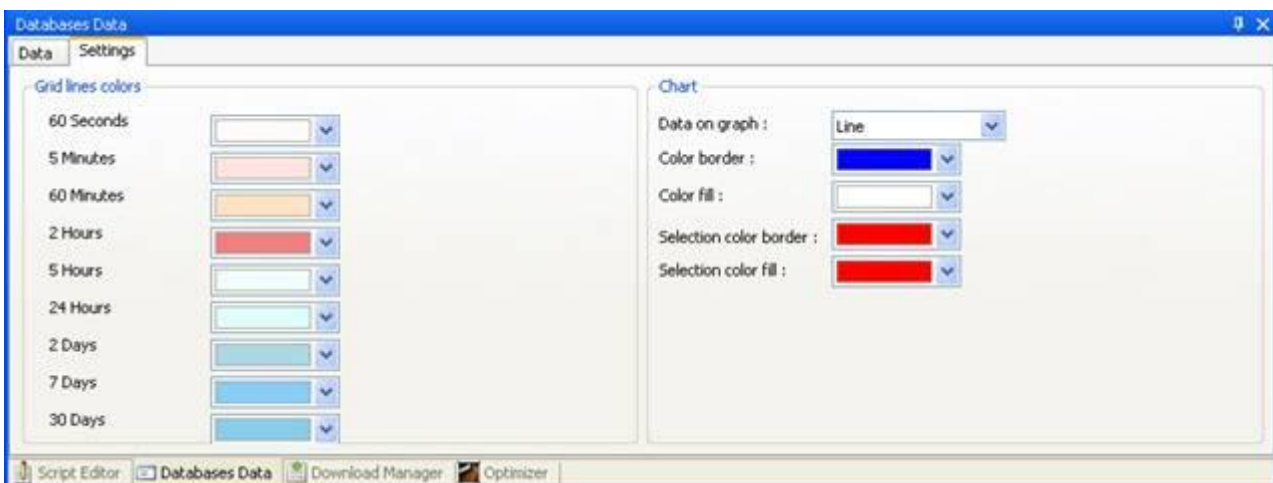 Databases Data
Data Settings
Grid lines colors
60 Seconds
5 Minutes
60 Minutes
2 Hours
5 Hours
24 Hours
2 Days
7 Days
30 Days
Chart
Data on graph : Line
Color border :
Color fill :
Selection color border :
Selection color fill :
Script Editor Databases Data Download Manager Optimizer